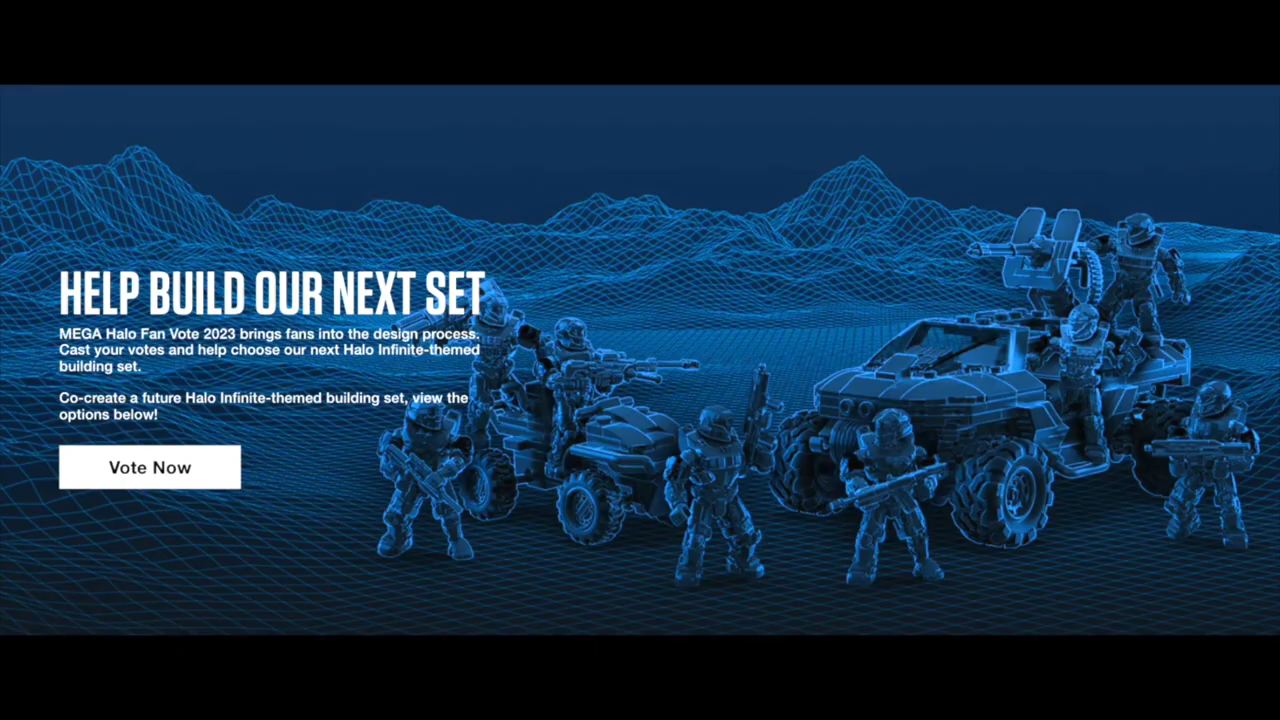 HELP BUILD OUR NEXT SET
MEGA Halo Fan Vote 2023 brings fans into the design process.
Cast your votes and help choose our next Halo Infinite-themed
building set.
Co-create a future Halo Infinite-themed building set, view the
options below!
Vote Now